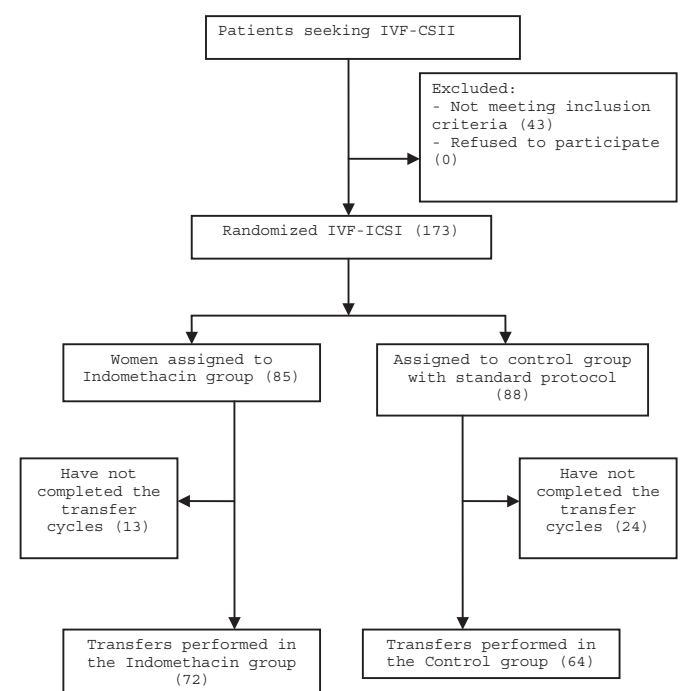 Patients seeking IVF-CSII
Excluded:
- Not meeting inclusion
criteria (43)
- Refused to participate
(0)
Randomized IVF-ICSI (173)
Women assigned to
Indomethacin group (85)
Assigned to control group
with standard protocol
(88)
Have not
completed the
transfer
cycles (13)
Have not
completed the
transfer
cycles (24)
Transfers performed in
the Indomethacin group
(72)
Transfers performed in
the Control group (64)